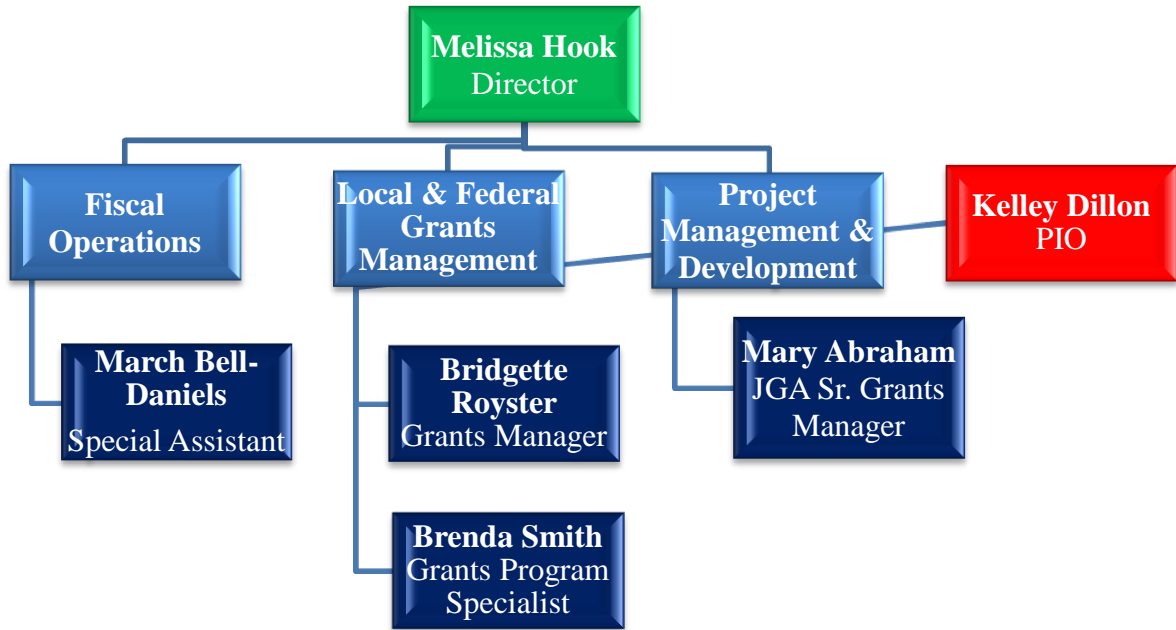 Melissa Hook
Director
Fiscal
Operations
Local & Federal
Grants
Management
Project
Management &
Development
Kelley Dillon
PIO
March Bell-
Daniels
Special Assistant
Bridgette
Royster
Grants Manager
Mary Abraham
JGA Sr. Grants
Manager
Brenda Smith
Grants Program
Specialist